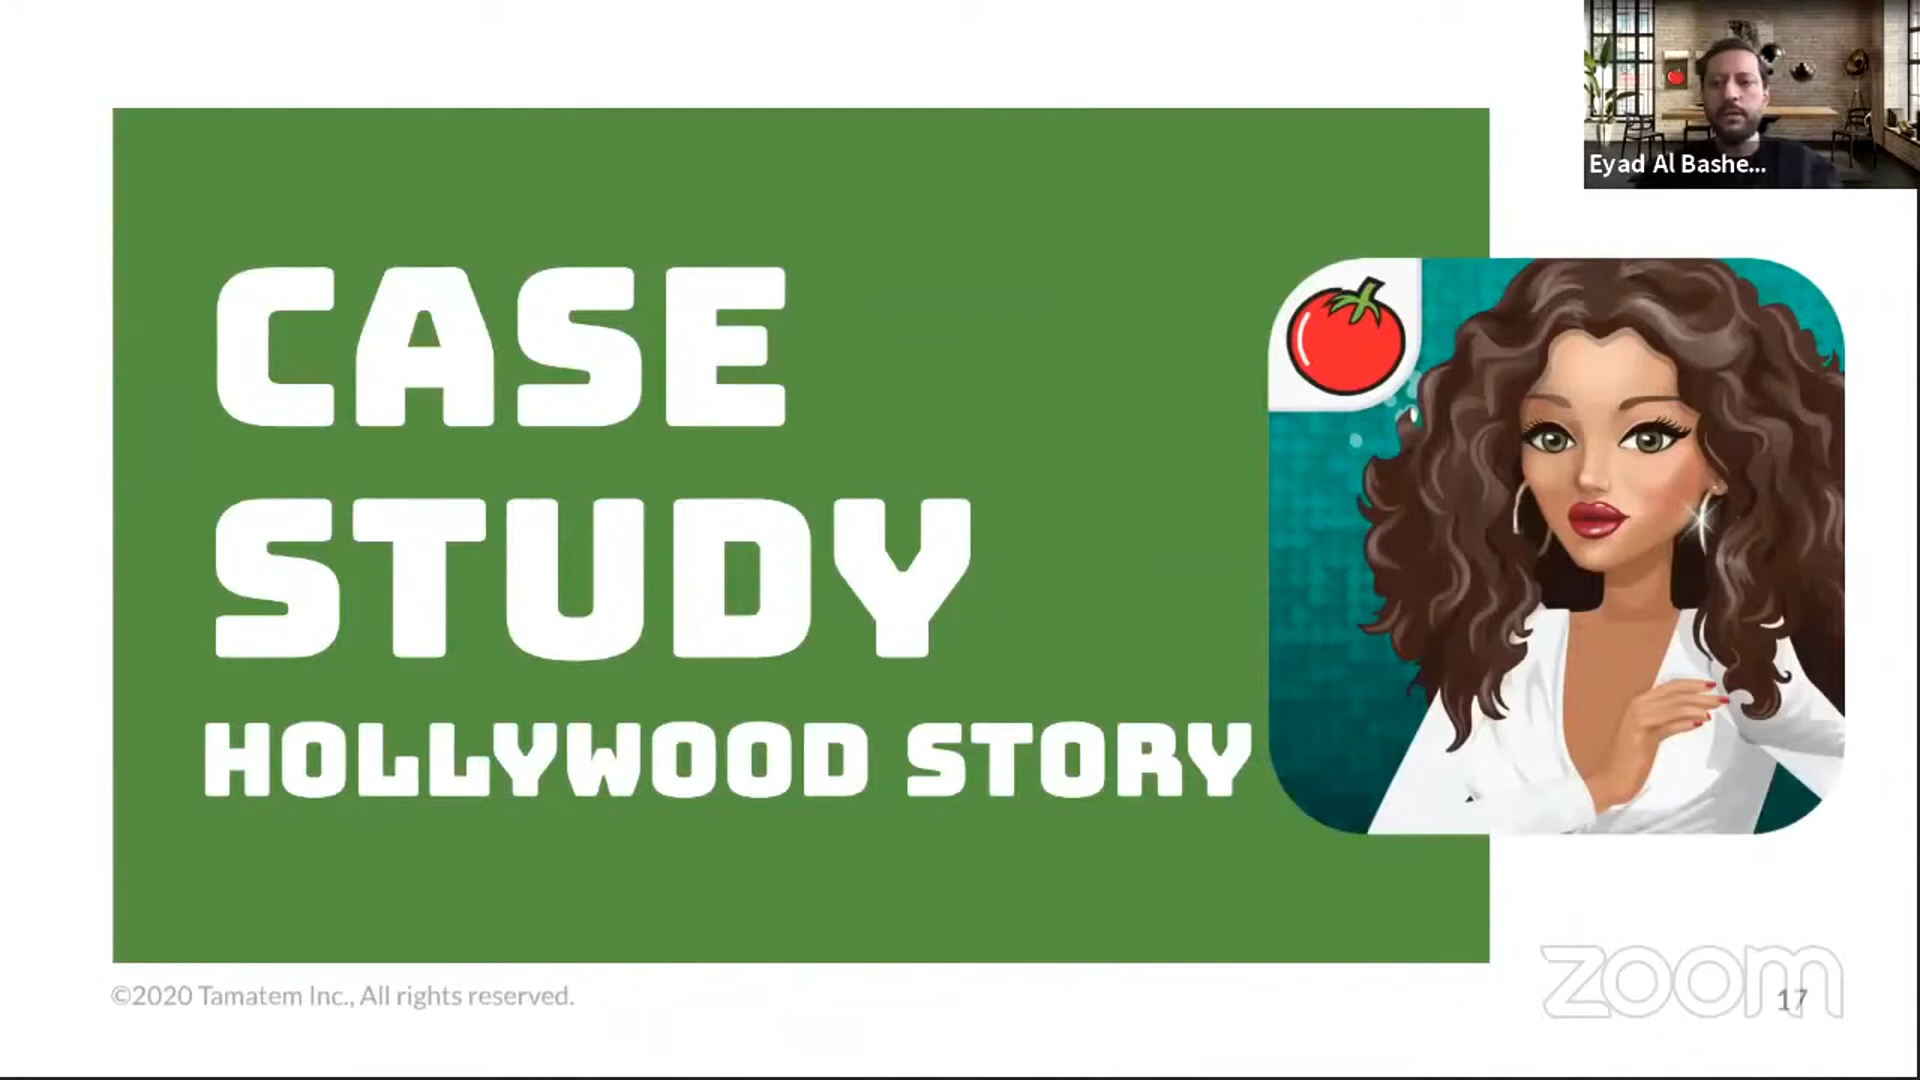 Eyad Al Bashe...
CASE
STUDY
HOLLYWOOD STORY
©2020 Tamatem Inc., All rights reserved.
zoom
17